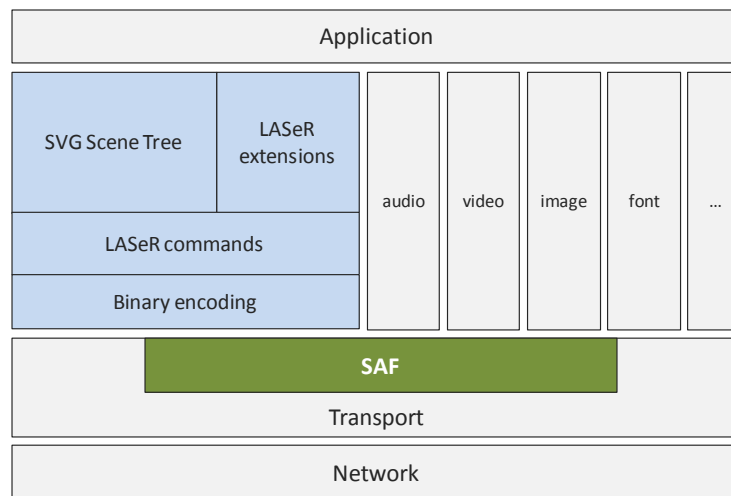 Application
SVG Scene Tree
LASeR
extensions
audio
video
image
font
...
LASeR commands
Binary encoding
SAF
Transport
Network